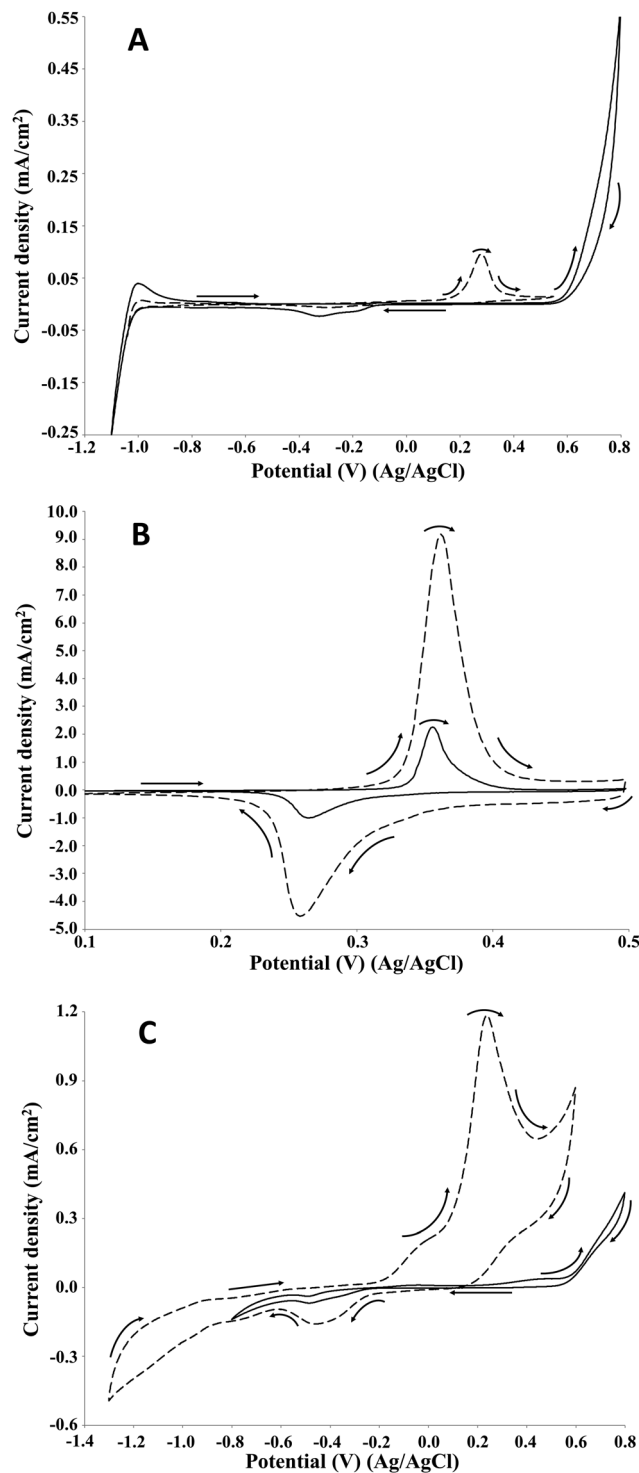 A
Current density (mA/cm2)
0.55
0.45
0.35
0.25
0.15
0.05
-0.05
-0.15
-0.25
-1.2 -1.0 -0.8 -0.6 -0.4 -0.2 0.0 0.2 0.4 0.6 0.8
Potential (V) (Ag/AgCl)
B
Current density (mA/cm2)
10.0
9.0
8.0
7.0
6.0
5.0
4.0
3.0
2.0
1.0
0.0
-1.0
-2.0
-3.0
-4.0
-5.0
0.1 0.2 0.3 0.4 0.5
Potential (V) (Ag/AgCl)
C
Current density (mA/cm2)
1.2
0.9
0.6
0.3
0.0
-0.3
-0.6
-1.4 -1.2 -1.0 -0.8 -0.6 -0.4 -0.2 0.0 0.2 0.4 0.6 0.8
Potential (V) (Ag/AgCl)